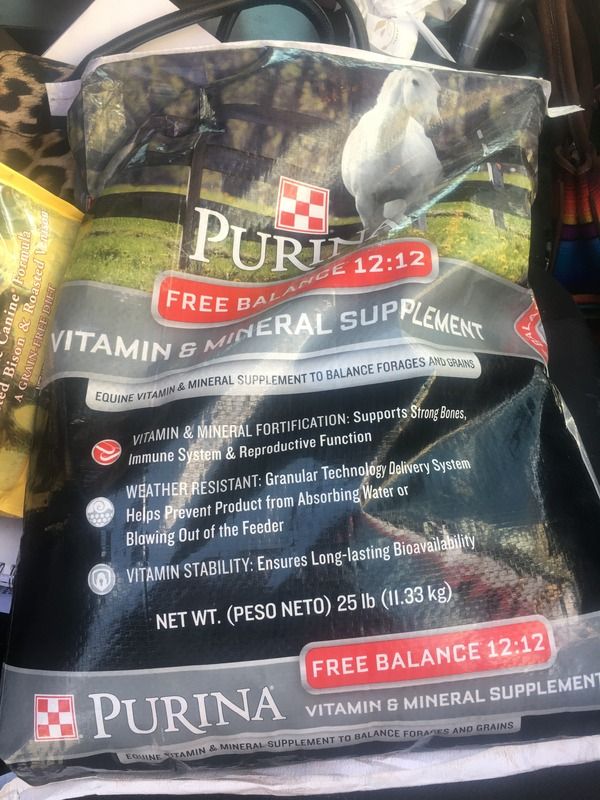 PURINA
FREE BALANCE 12:12
VITAMIN & MINERAL SUPPLEMENT
EQUINE VITAMIN & MINERAL SUPPLEMENT TO BALANCE FORAGES AND GRAINS
VITAMIN & MINERAL FORTIFICATION: Supports Strong Bones,
Immune System & Reproductive Function
WEATHER RESISTANT: Granular Technology Delivery System
Helps Prevent Product from Absorbing Water or
Blowing Out of the Feeder
VITAMIN STABILITY: Ensures Long-lasting Bioavailability
NET WT. (PESO NETO) 25 lb (11.33 kg)
FREE BALANCE 12:12
PURINA
VITAMIN & MINERAL SUPPLEMENT
EQUINE VITAMIN & MINERAL SUPPLEMENT TO BALANCE FORAGES AND GRAINS
Canine Formula
Bison & Roasted Venison
A GRAIN-FREE DIET